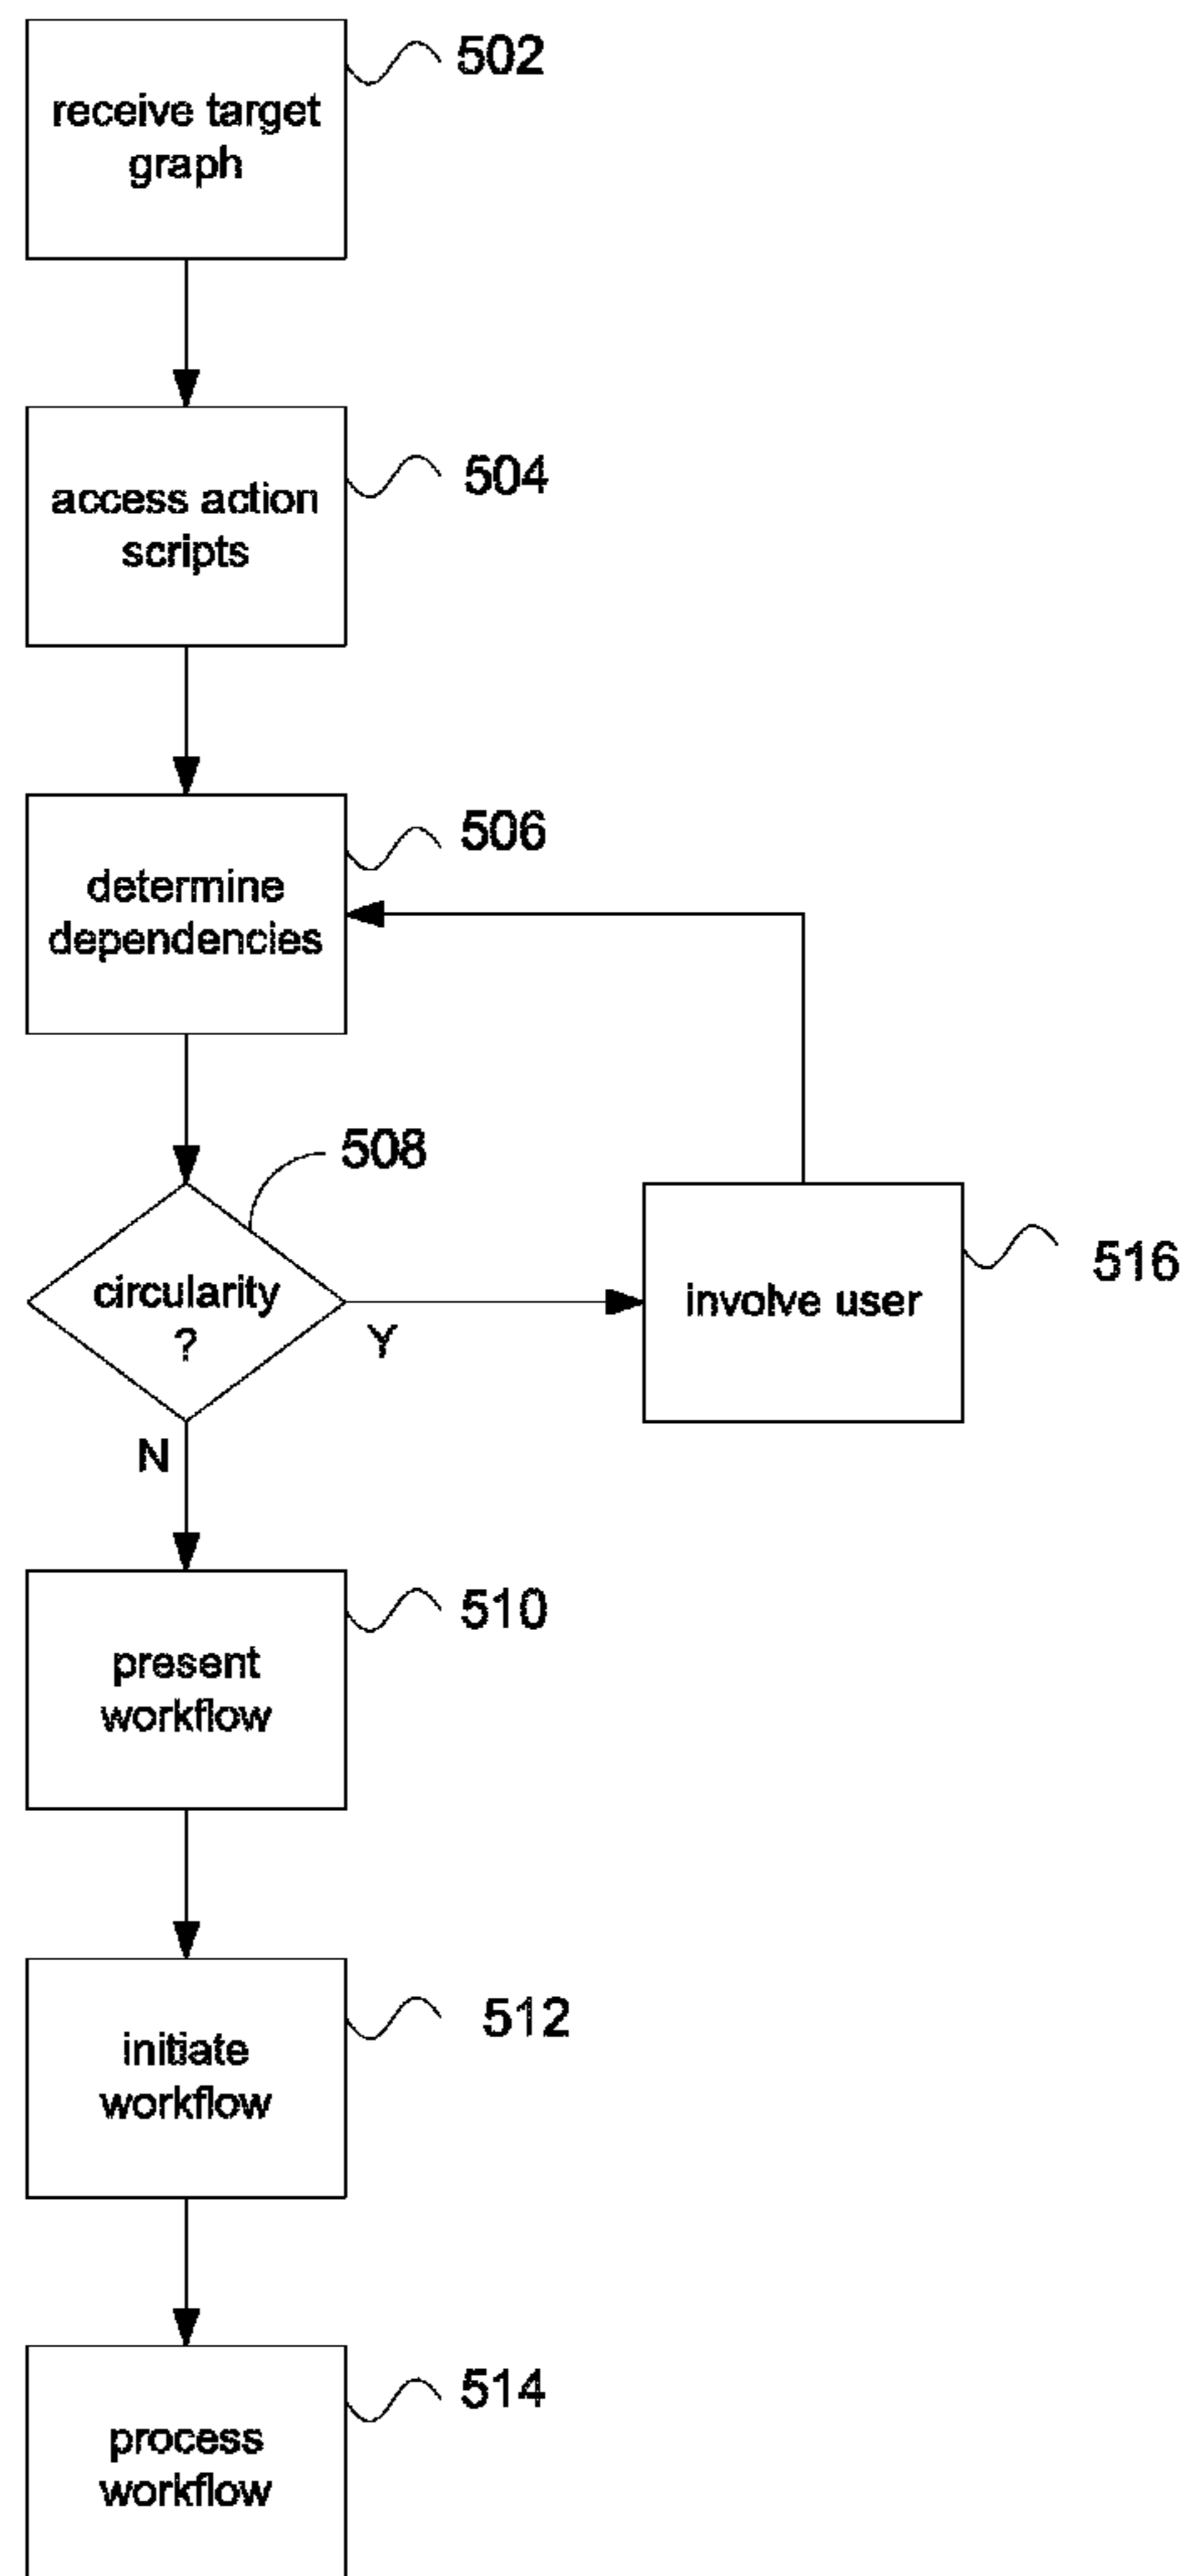 502
receive target
graph
504
access action
scripts
506
determine
dependencies
508
circularity
?
Y
N
involve user
516
510
present
workflow
512
initiate
workflow
514
process
workflow